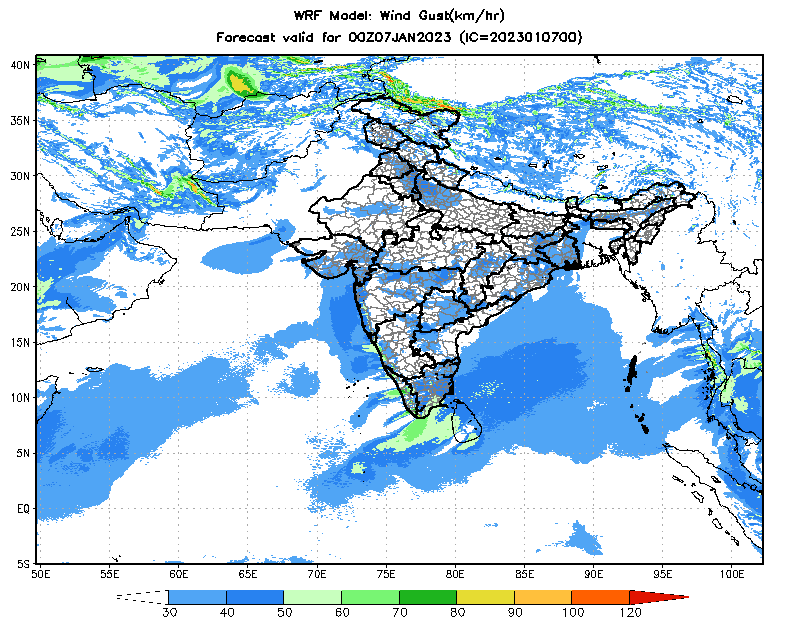 WRF Model: Wind Gust(km/hr)
Forecast valid for 00Z07JAN2023 (IC=2023010700)
40N
35N
30N
25N
20N
15N
10N
5N
EQ
5S
50E 55E 60E 65E 70E 75E 80E 85E 90E 95E 100E
30 40 50 60 70 80 90 100 120